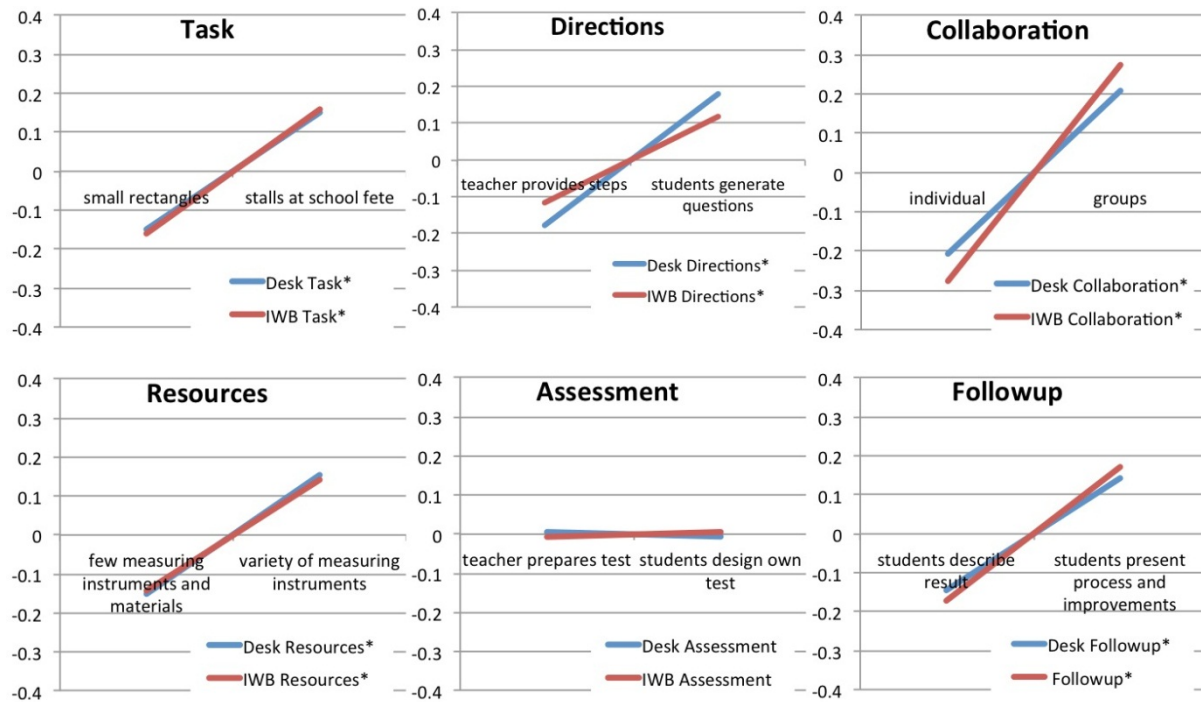 Task
0.4
0.3
0.2
0.1
0
-0.1
-0.2
-0.3
-0.4
small rectangles
stalls at school fete
Desk Task*
IWB Task*
Directions
0.4
0.3
0.2
0.1
0
-0.1
-0.2
-0.3
-0.4
teacher provides steps
students generate
questions
Desk Directions*
IWB Directions*
Collaboration
0.4
0.3
0.2
0.1
0
-0.1
-0.2
-0.3
-0.4
individual
groups
Desk Collaboration*
IWB Collaboration*
Resources
0.4
0.3
0.2
0.1
0
-0.1
-0.2
-0.3
-0.4
few measuring
instruments and
materials
variety of measuring
instruments
Desk Resources*
IWB Resources*
Assessment
0.4
0.3
0.2
0.1
0
-0.1
-0.2
-0.3
-0.4
teacher prepares test
students design own
test
Desk Assessment
IWB Assessment
Followup
0.4
0.3
0.2
0.1
0
-0.1
-0.2
-0.3
-0.4
students describe
result
students present
process and
improvements
Desk Followup*
Followup*